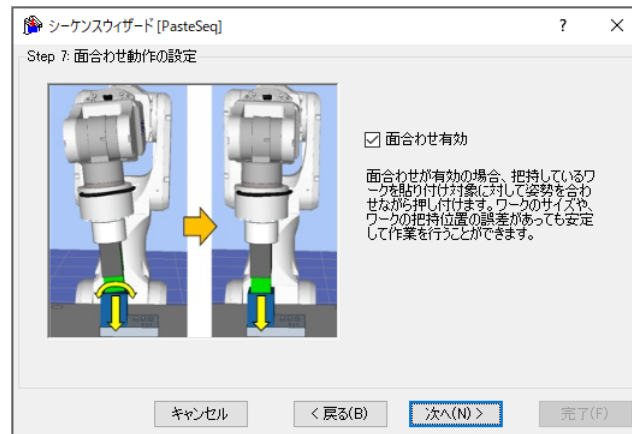 シーケンスウィザード [PasteSeq]
? ×
Step 7: 面合わせ動作の設定
面合わせ有効
面合わせが有効の場合、把持しているワ
ークを貼り付け対象に対して姿勢を合わ
せながら押し付けます。ワークのサイズや、
ワークの把持位置の誤差があっても安定
して作業を行うことができます。
キャンセル
< 戻る(B)
次へ(N) >
完了(F)